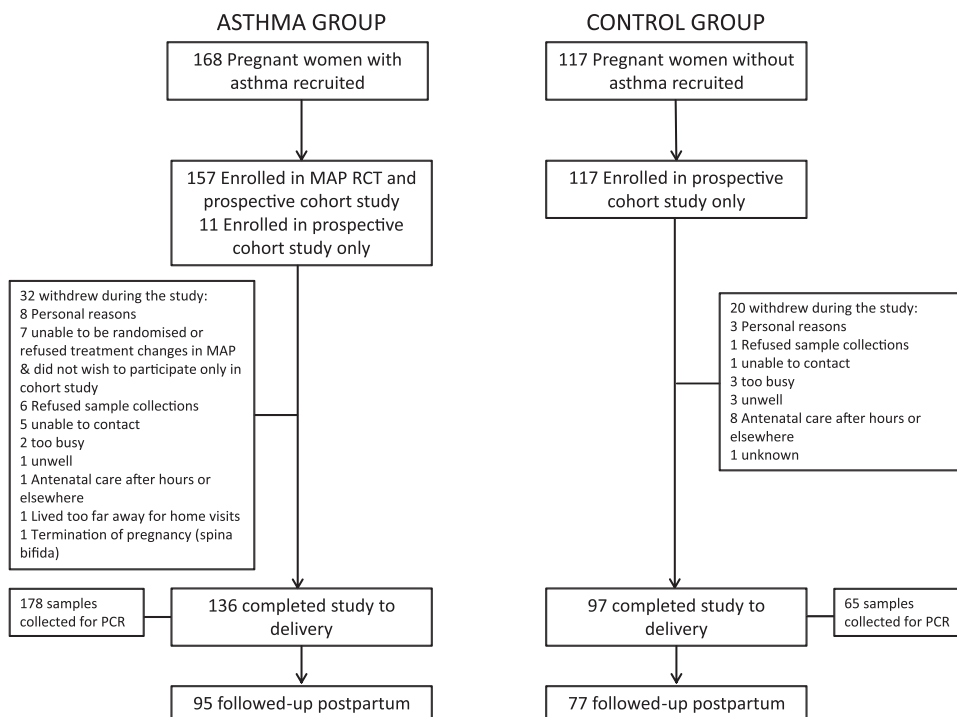 ASTHMA GROUP
168 Pregnant women with
asthma recruited
157 Enrolled in MAP RCT and
prospective cohort study
11 Enrolled in prospective
cohort study only
32 withdrew during the study:
8 Personal reasons
7 unable to be randomised or
refused treatment changes in MAP
& did not wish to participate only in
cohort study
6 Refused sample collections
5 unable to contact
2 too busy
1 unwell
1 Antenatal care after hours or
elsewhere
1 Lived too far away for home visits
1 Termination of pregnancy (spina
bifida)
178 samples
collected for PCR
136 completed study to
delivery
95 followed-up postpartum
CONTROL GROUP
117 Pregnant women without
asthma recruited
117 Enrolled in prospective
cohort study only
20 withdrew during the study:
3 Personal reasons
1 Refused sample collections
1 unable to contact
3 too busy
3 unwell
8 Antenatal care after hours or
elsewhere
1 unknown
97 completed study to
delivery
65 samples
collected for PCR
77 followed-up postpartum